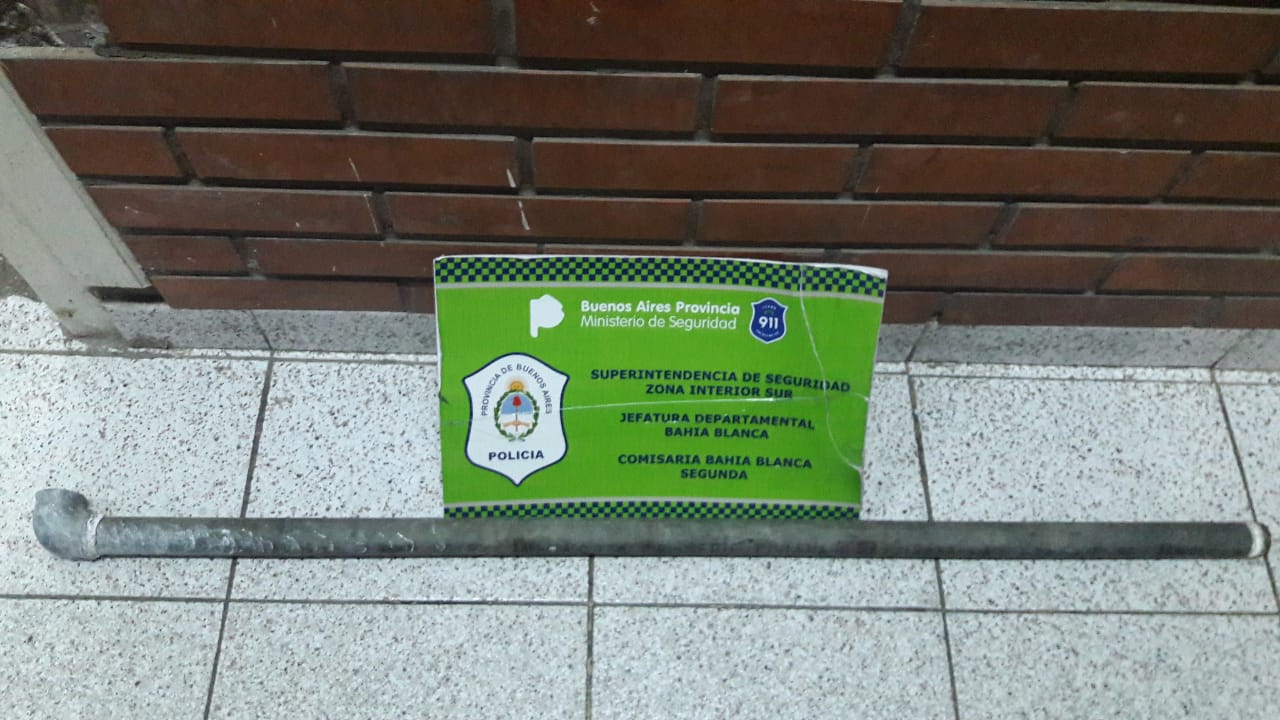 Buenos Aires Provincia
Ministerio de Seguridad
911
PROVINCIA DE BUENOS AIRES
POLICIA
SUPERINTENDENCIA DE SEGURIDAD
ZONA INTERIOR SUR
JEFATURA DEPARTAMENTAL
BAHIA BLANCA
COMISARIA BAHIA BLANCA
SEGUNDA